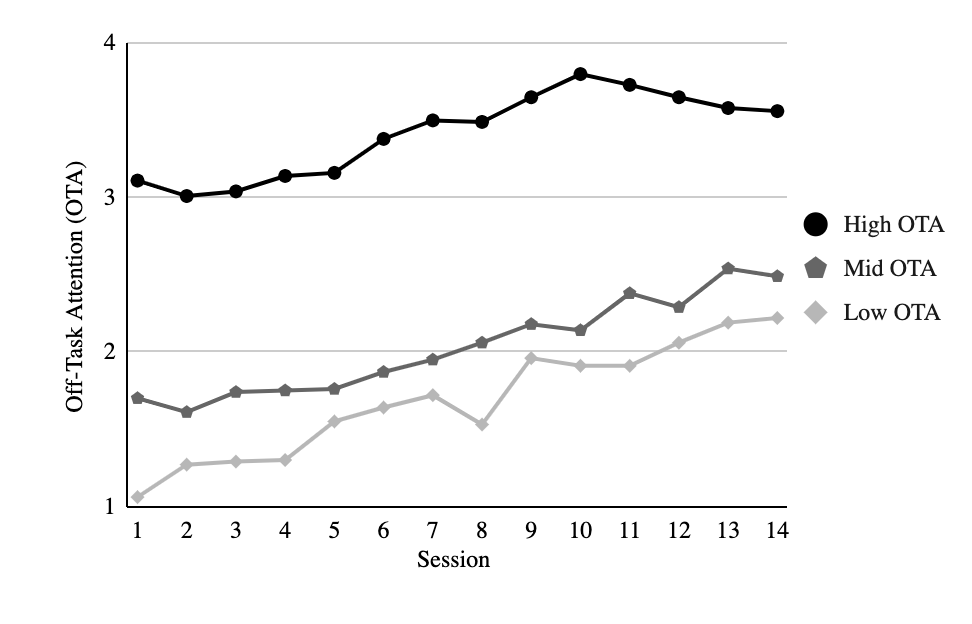 4
3
2
1
Off-Task Attention (OTA)
1 2 3 4 5 6 7 8 9 10 11 12 13 14
Session
High OTA
Mid OTA
Low OTA